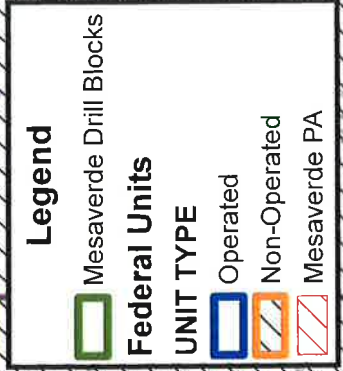 Legend
Mesaverde Drill Blocks
Federal Units
UNIT TYPE
Operated
Non-Operated
Mesaverde PA